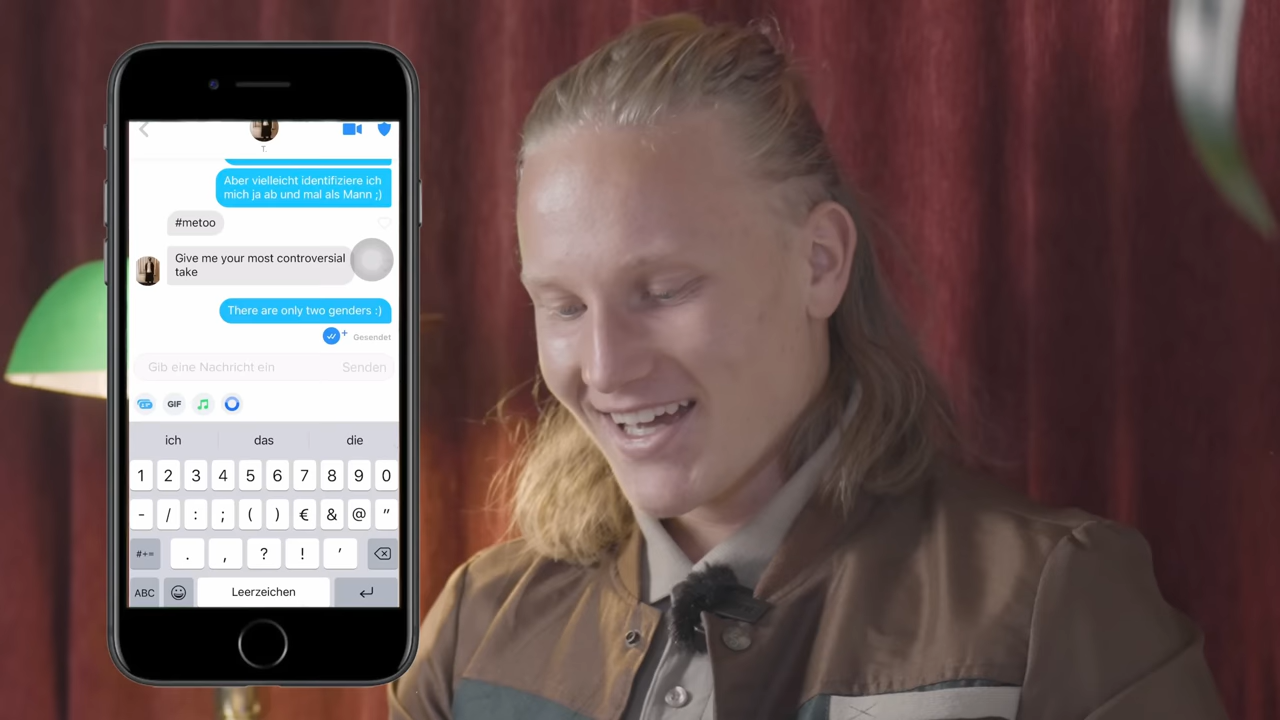 T.
Aber vielleicht identifiziere ich
mich ja ab und mal als Mann ;)
#metoo
Give me your most controversial
take
There are only two genders :)
Gesendet
Gib eine Nachricht ein
Senden
GIF
ich das die
1 2 3 4 5 6 7 8 9 0
- / : ; ( ) € & @ "
#+= . , ? ! '
ABC Leerzeichen